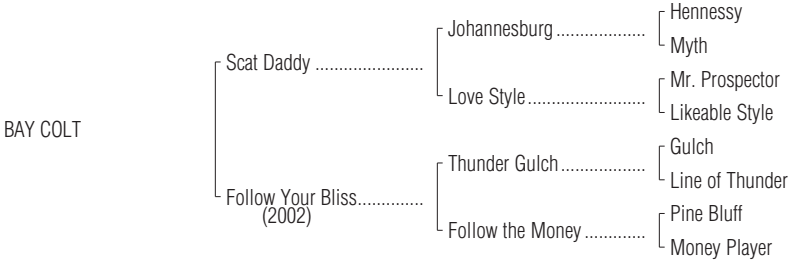 Hennessy
Johannesburg ...................
Myth
Scat Daddy .......................
Mr. Prospector
Love Style.........................
Likeable Style
BAY COLT
Gulch
Thunder Gulch..................
Line of Thunder
Follow Your Bliss..............
(2002)
Pine Bluff
Follow the Money .............
Money Player